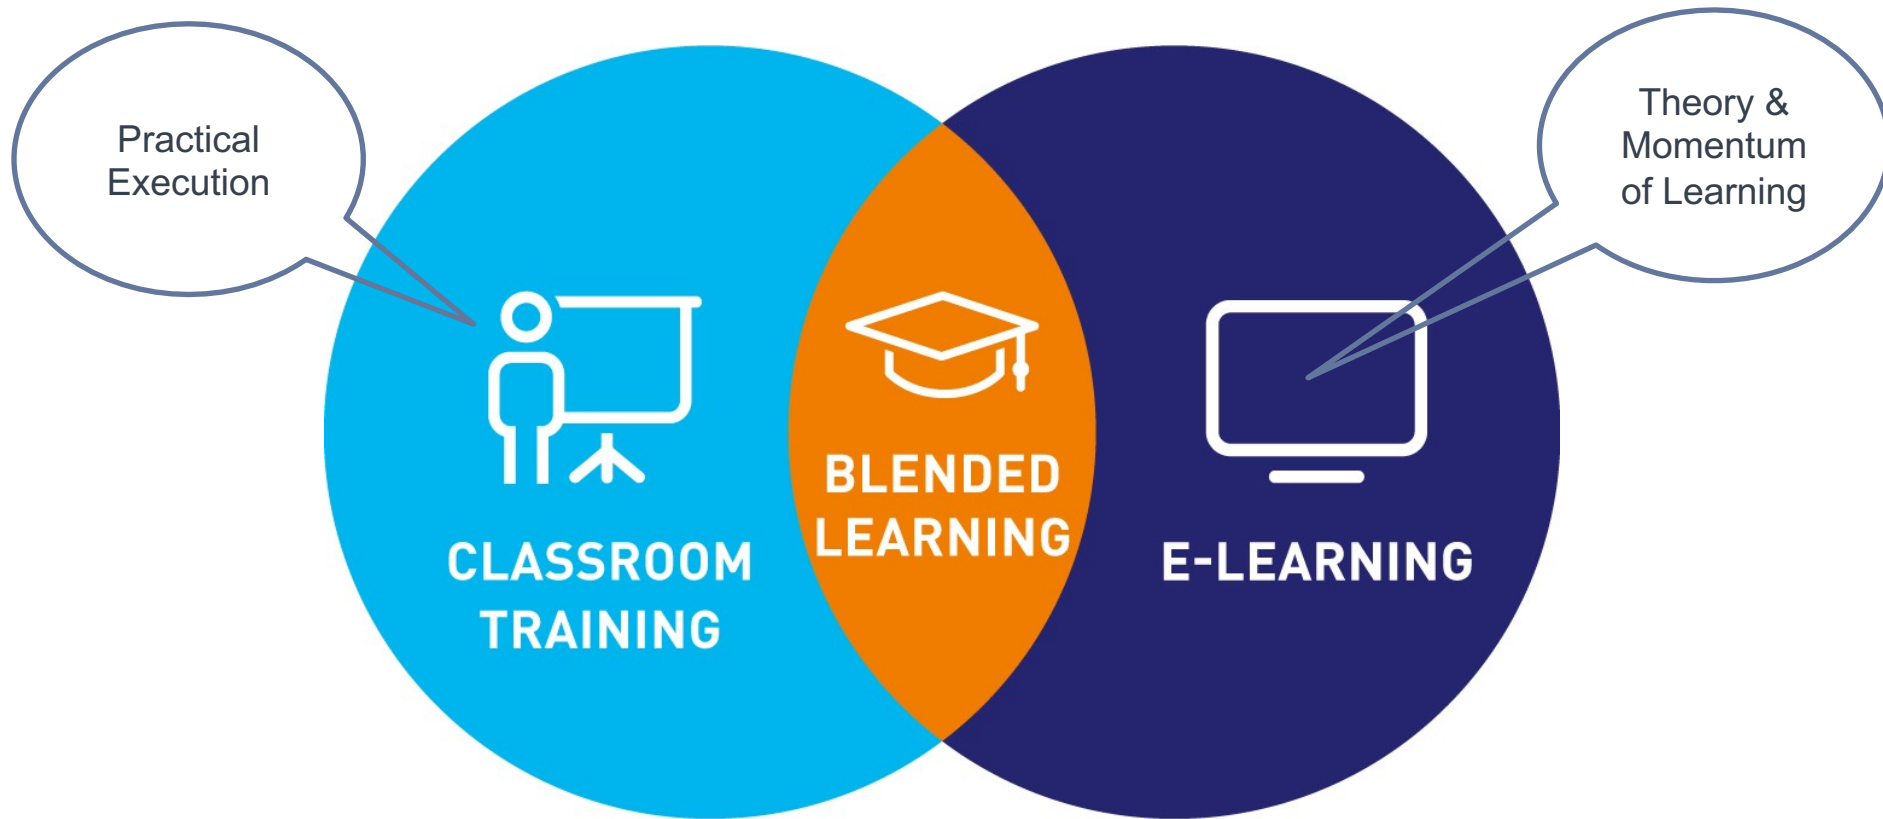 Practical
Execution
Theory &
Momentum
of Learning
BLENDED
LEARNING
CLASSROOM
TRAINING
E-LEARNING